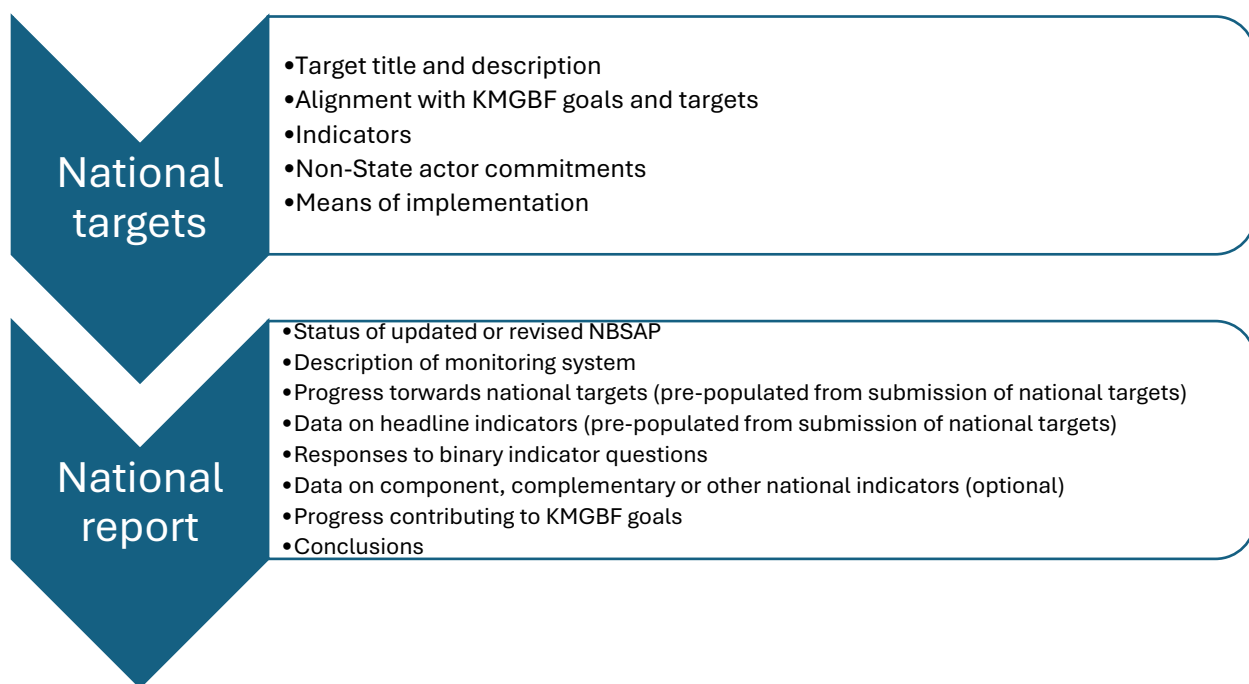 National
targets
•Target title and description
•Alignment with KMGBF goals and targets
•Indicators
•Non-State actor commitments
•Means of implementation
National
report
•Status of updated or revised NBSAP
•Description of monitoring system
•Progress torwards national targets (pre-populated from submission of national targets)
•Data on headline indicators (pre-populated from submission of national targets)
•Responses to binary indicator questions
•Data on component, complementary or other national indicators (optional)
•Progress contributing to KMGBF goals
•Conclusions